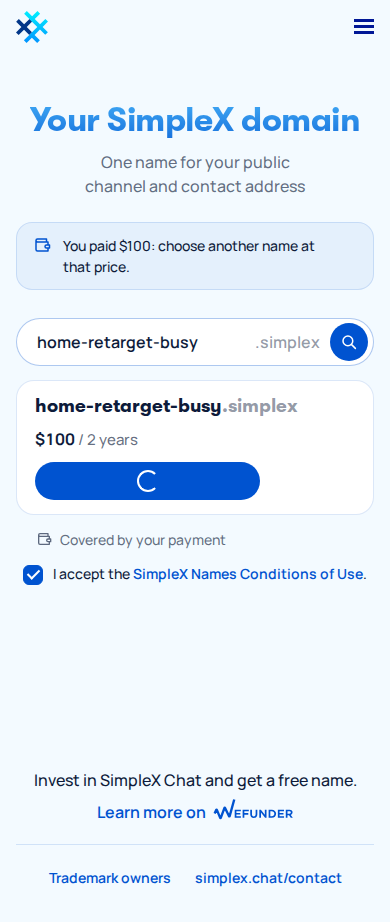 Your SimpleX domain
One name for your public
channel and contact address
You paid $100: choose another name at
that price.
home-retarget-busy .simplex
home-retarget-busy.simplex
$100 / 2 years
Covered by your payment
I accept the SimpleX Names Conditions of Use.
Invest in SimpleX Chat and get a free name.
Learn more on WEFUNDER
Trademark owners simplex.chat/contact